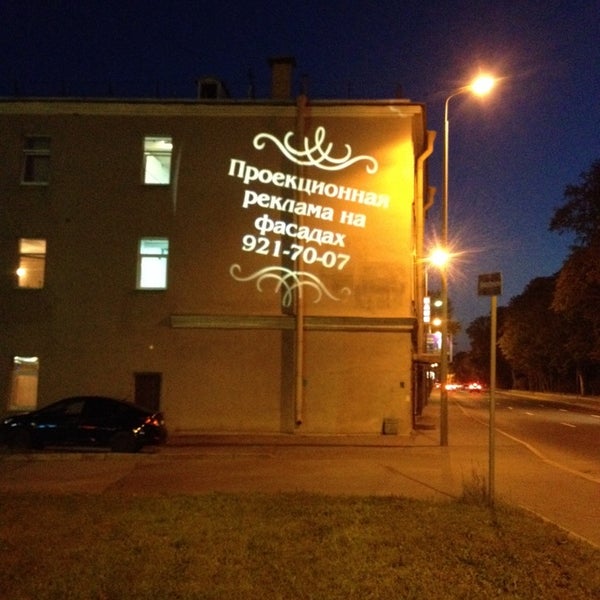 Проекционная
реклама на
фасадах
921-70-07